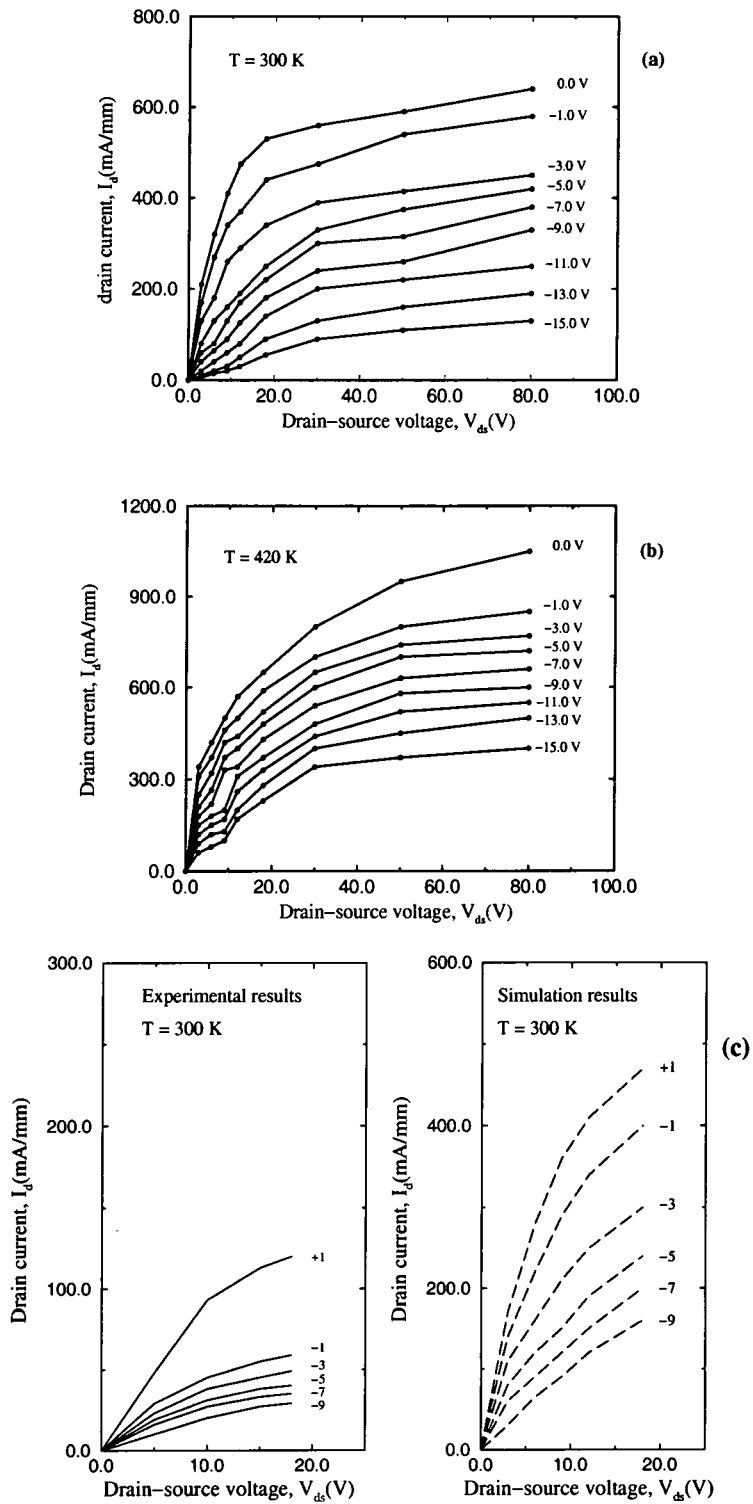 800.0
T = 300 K
(a)
0.0 V
−1.0 V
600.0
drain current, I_d(mA/mm)
−3.0 V
400.0
−5.0 V
−7.0 V
−9.0 V
−11.0 V
200.0
−13.0 V
−15.0 V
0.0
0.0 20.0 40.0 60.0 80.0 100.0
Drain−source voltage, V_ds(V)
1200.0
T = 420 K
0.0 V
(b)
900.0
−1.0 V
−3.0 V
Drain current, I_d(mA/mm)
−5.0 V
600.0
−7.0 V
−9.0 V
−11.0 V
−13.0 V
−15.0 V
300.0
0.0
0.0 20.0 40.0 60.0 80.0 100.0
Drain−source voltage, V_ds(V)
300.0
Experimental results
T = 300 K
200.0
Drain current, I_d(mA/mm)
+1
100.0
−1
−3
−5
−7
−9
0.0
0.0 10.0 20.0
Drain−source voltage, V_ds(V)
600.0
Simulation results
T = 300 K
(c)
+1
400.0
−1
Drain current, I_d(mA/mm)
−3
−5
200.0
−7
−9
0.0
0.0 10.0 20.0
Drain−source voltage, V_ds(V)